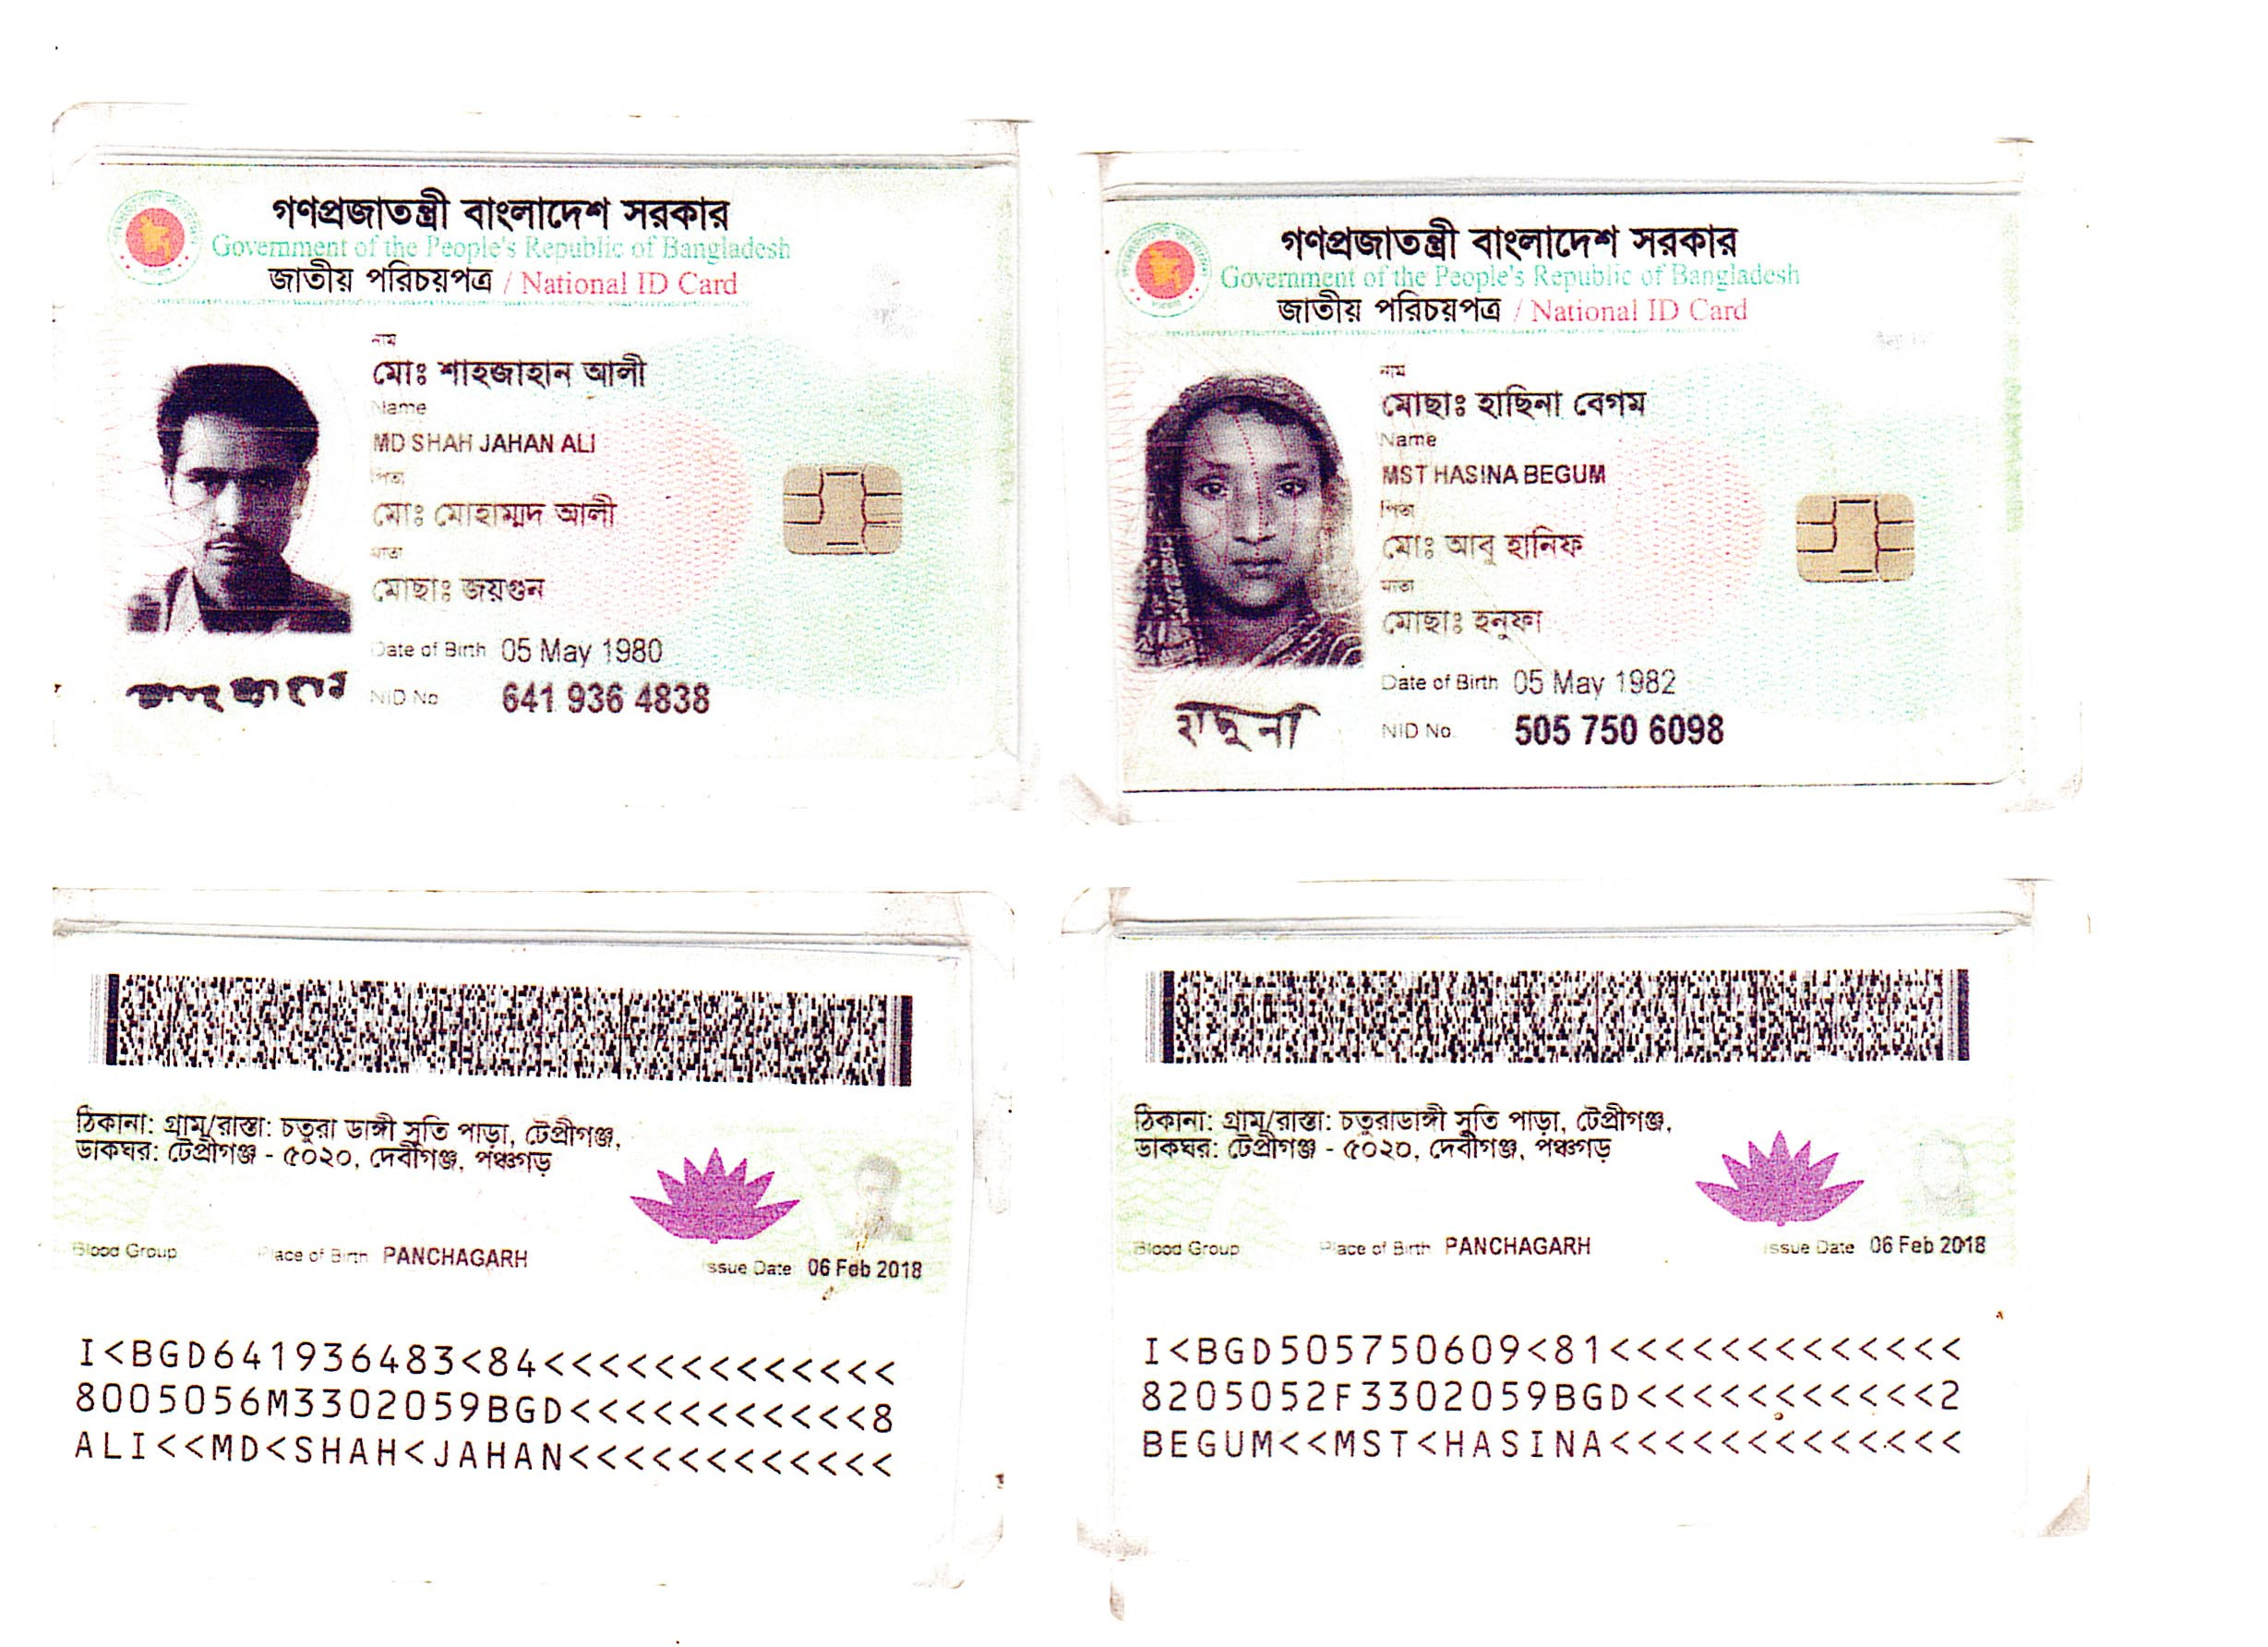 গণপ্রজাতন্ত্রী বাংলাদেশ সরকার
Government of the People's Republic of Bangladesh
জাতীয় পরিচয়পত্র / National ID Card
নাম
মোঃ শাহজাহান আলী
Name
MD SHAH JAHAN ALI
পিতা
মোঃ মোহাম্মদ আলী
মাতা
মোছাঃ জয়গুন
Date of Birth 05 May 1980
NID No 641 936 4838
গণপ্রজাতন্ত্রী বাংলাদেশ সরকার
Government of the People's Republic of Bangladesh
জাতীয় পরিচয়পত্র / National ID Card
নাম
মোছাঃ হাছিনা বেগম
Name
MST HASINA BEGUM
পিতা
মোঃ আবু হানিফ
মাতা
মোছাঃ হনুফা
Date of Birth 05 May 1982
হাছুনা
NID No. 505 750 6098
ঠিকানা: গ্রাম/রাস্তা: চতুরা ডাঙ্গী সুতি পাড়া, টেপ্রীগঞ্জ,
ডাকঘর: টেপ্রীগঞ্জ - ৫০২০, দেবীগঞ্জ, পঞ্চগড়
Blood Group Place of Birth PANCHAGARH Issue Date 06 Feb 2018
I<BGD641936483<84<<<<<<<<<<<<<
8005056M3302059BGD<<<<<<<<<<<8
ALI<<MD<SHAH<JAHAN<<<<<<<<<<<<
ঠিকানা: গ্রাম/রাস্তা: চতুরাডাঙ্গী সুতি পাড়া, টেপ্রীগঞ্জ,
ডাকঘর: টেপ্রীগঞ্জ - ৫০২০, দেবীগঞ্জ, পঞ্চগড়
Blood Group Place of Birth PANCHAGARH Issue Date 06 Feb 2018
I<BGD505750609<81<<<<<<<<<<<<<
8205052F3302059BGD<<<<<<<<<<<2
BEGUM<<MST<HASINA<<<<<<<<<<<<<